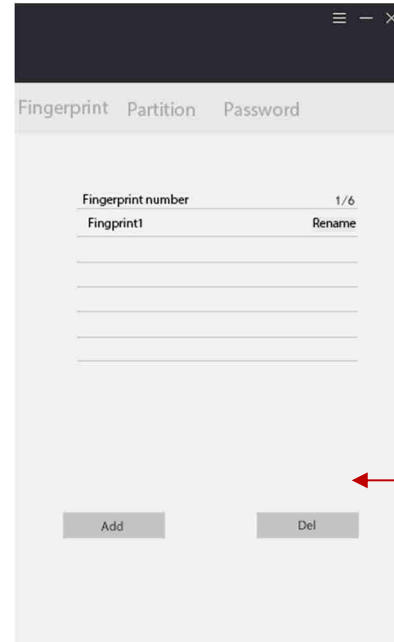 Fingerprint Partition Password
Fingerprint number 1/6
Fingprint1 Rename
Add Del